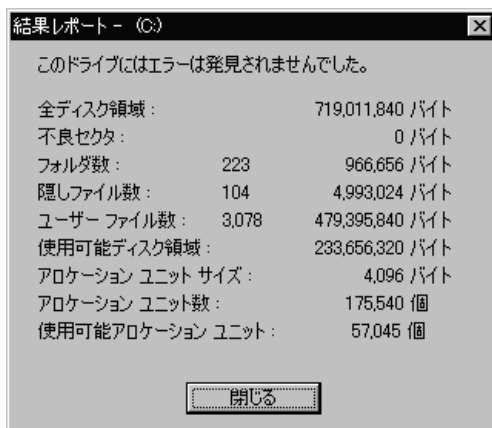 結果レポート - (C:)
このドライブにはエラーは発見されませんでした。
全ディスク領域： 719,011,840 バイト
不良セクタ： 0 バイト
フォルダ数： 223 966,656 バイト
隠しファイル数： 104 4,993,024 バイト
ユーザー ファイル数： 3,078 479,395,840 バイト
使用可能ディスク領域： 233,656,320 バイト
アロケーション ユニット サイズ： 4,096 バイト
アロケーション ユニット数： 175,540 個
使用可能アロケーション ユニット： 57,045 個
閉じる